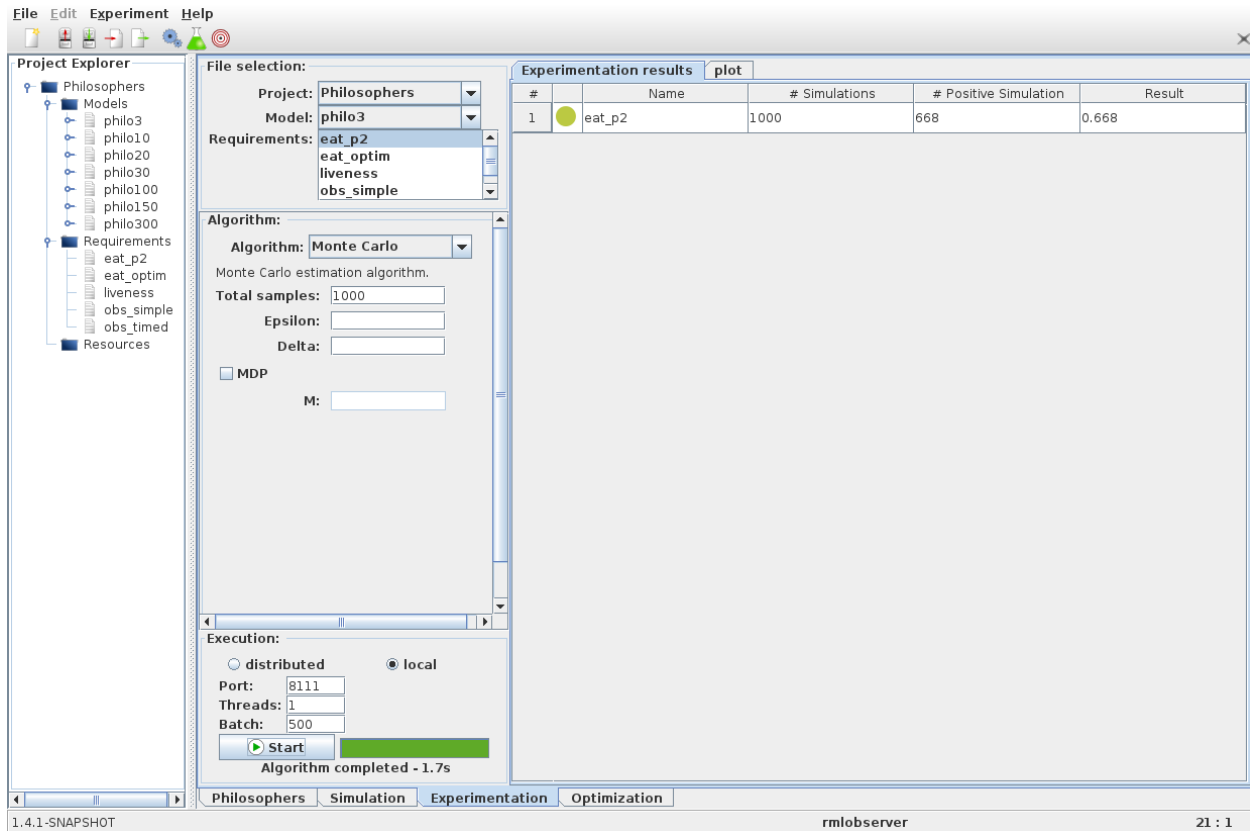 File Edit Experiment Help
Project Explorer
Philosophers
Models
philo3
philo10
philo20
philo30
philo100
philo150
philo300
Requirements
eat_p2
eat_optim
liveness
obs_simple
obs_timed
Resources
File selection:
Project: Philosophers
Model: philo3
Requirements: eat_p2
eat_optim
liveness
obs_simple
Algorithm:
Algorithm: Monte Carlo
Monte Carlo estimation algorithm.
Total samples: 1000
Epsilon:
Delta:
MDP
M:
Execution:
distributed local
Port: 8111
Threads: 1
Batch: 500
Start
Algorithm completed - 1.7s
Experimentation results plot
# Name # Simulations # Positive Simulation Result
1 eat_p2 1000 668 0.668
Philosophers Simulation Experimentation Optimization
1.4.1-SNAPSHOT rmlobserver 21 : 1